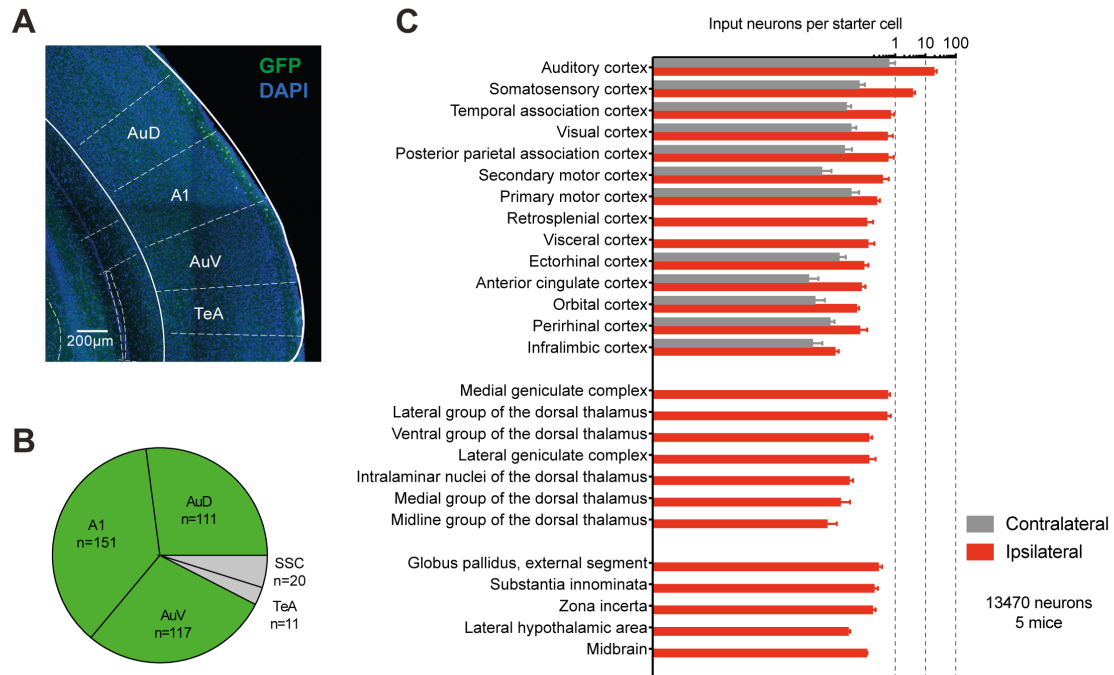 A
GFP
DAPI
AuD
A1
AuV
TeA
200µm
B
AuD
n=111
A1
n=151
SSC
n=20
TeA
n=11
AuV
n=117
C
Input neurons per starter cell
1 10 100
Auditory cortex
Somatosensory cortex
Temporal association cortex
Visual cortex
Posterior parietal association cortex
Secondary motor cortex
Primary motor cortex
Retrosplenial cortex
Visceral cortex
Ectorhinal cortex
Anterior cingulate cortex
Orbital cortex
Perirhinal cortex
Infralimbic cortex
Medial geniculate complex
Lateral group of the dorsal thalamus
Ventral group of the dorsal thalamus
Lateral geniculate complex
Intralaminar nuclei of the dorsal thalamus
Medial group of the dorsal thalamus
Midline group of the dorsal thalamus
Globus pallidus, external segment
Substantia innominata
Zona incerta
Lateral hypothalamic area
Midbrain
Contralateral
Ipsilateral
13470 neurons
5 mice